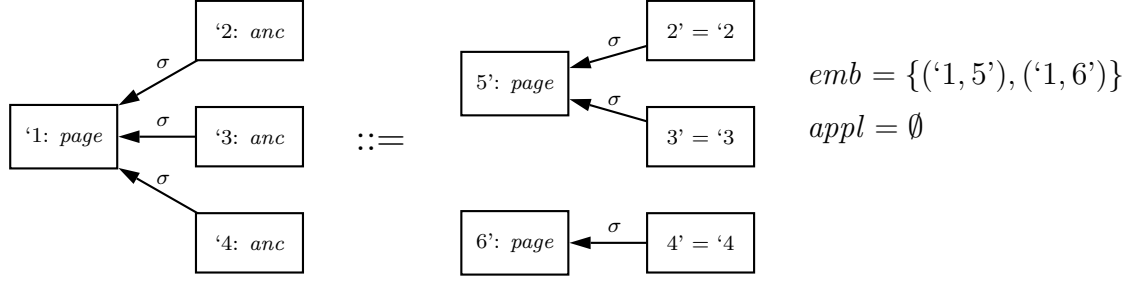 ‘2: anc
σ
‘1: page
σ
‘3: anc
σ
‘4: anc
::=
2’ = ‘2
σ
5’: page
σ
3’ = ‘3
6’: page
σ
4’ = ‘4
emb = {(‘1, 5’), (‘1, 6’)}
appl = ∅